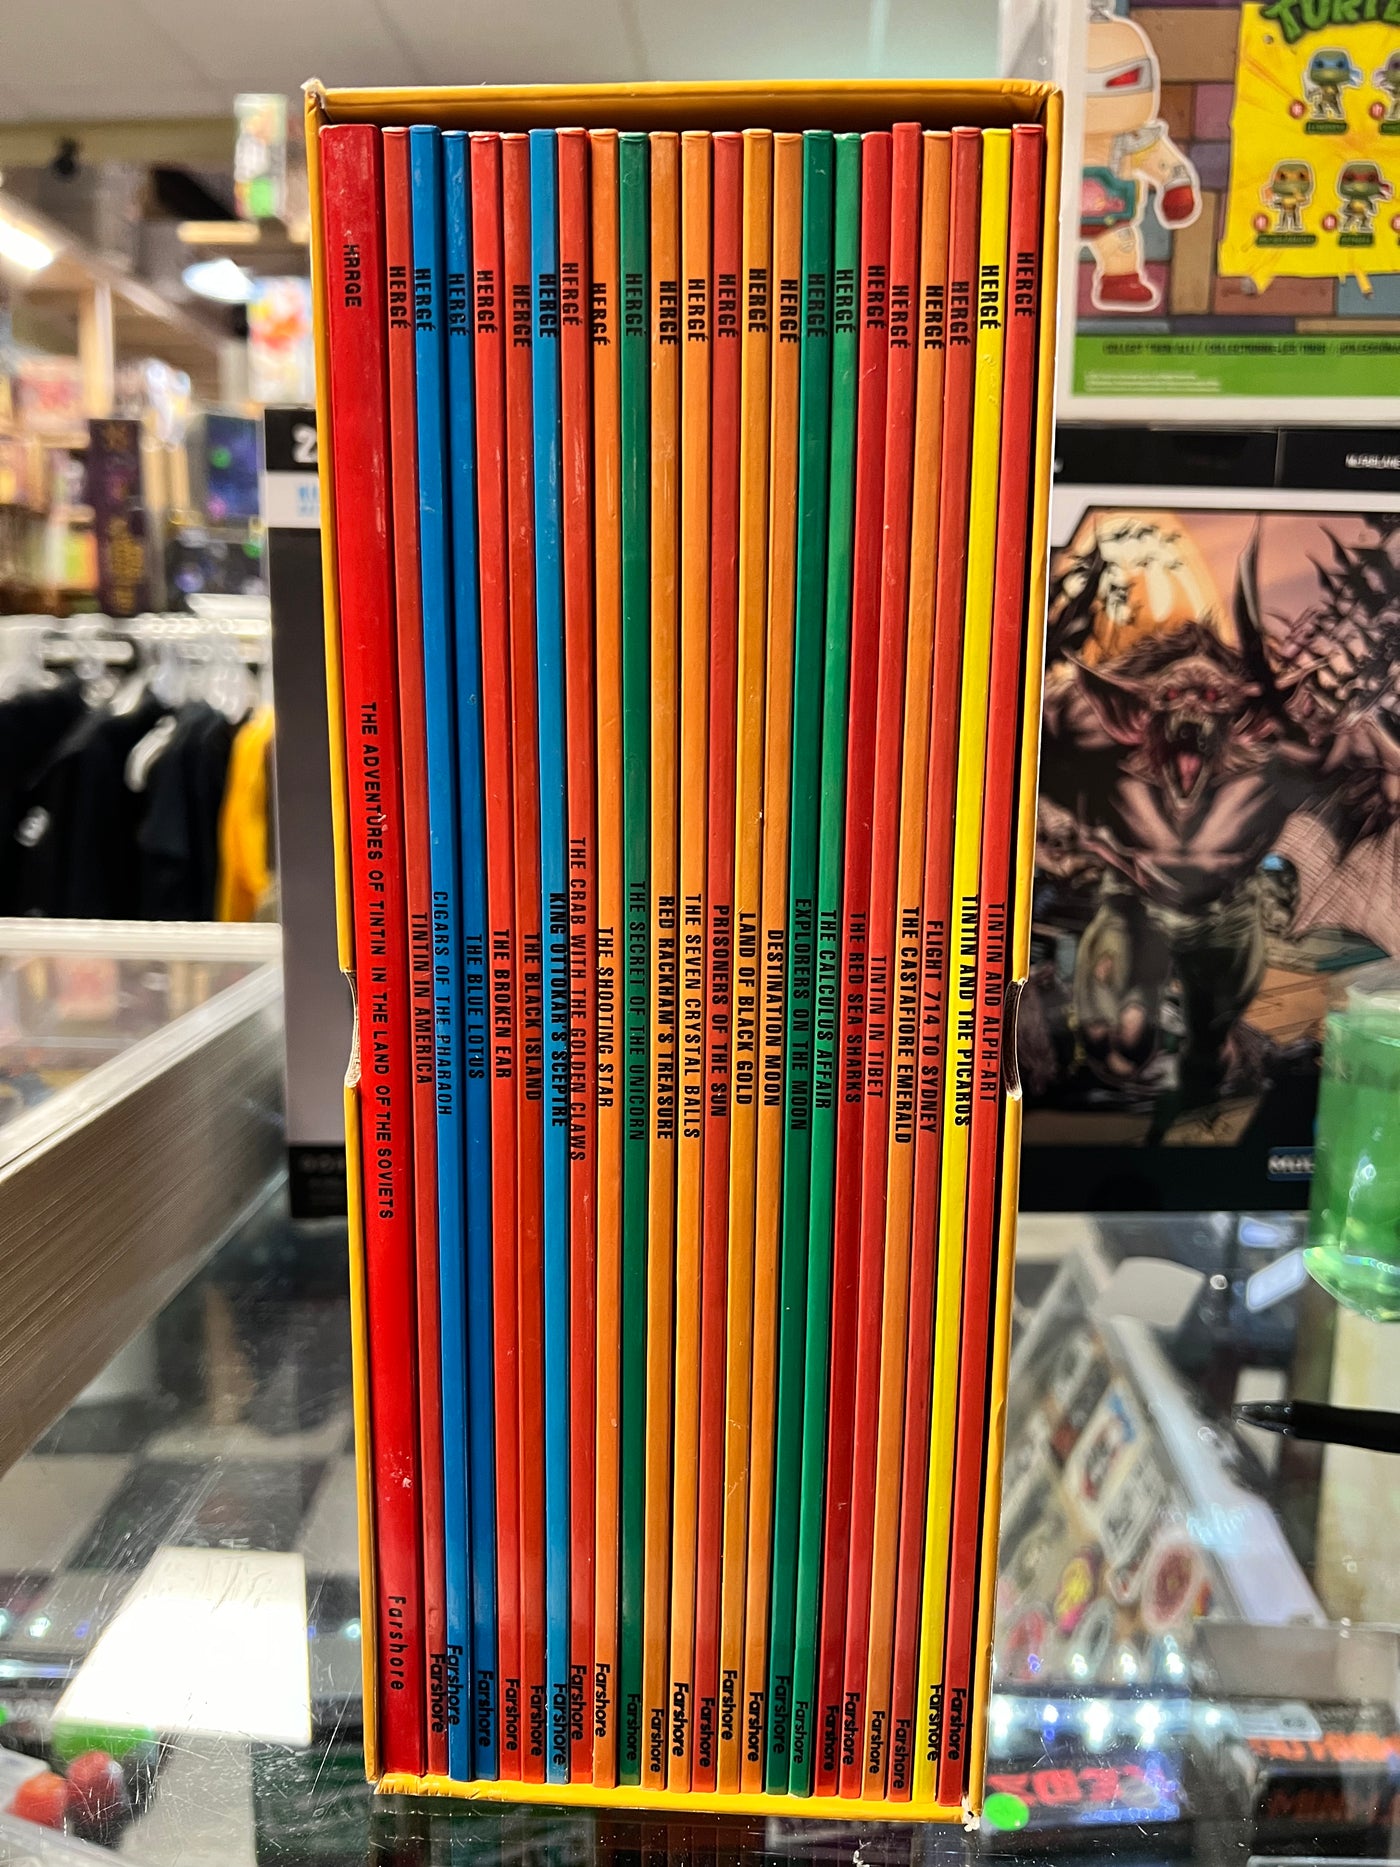 HERGE
THE ADVENTURES OF TINTIN IN THE LAND OF THE SOVIETS
Farshore
HERGÉ
TINTIN IN AMERICA
Farshore
HERGÉ
CIGARS OF THE PHARAOH
Farshore
HERGÉ
THE BLUE LOTUS
Farshore
HERGÉ
THE BROKEN EAR
Farshore
HERGÉ
THE BLACK ISLAND
Farshore
HERGÉ
KING OTTOKAR'S SCEPTRE
Farshore
HERGÉ
THE CRAB WITH THE GOLDEN CLAWS
Farshore
HERGÉ
THE SHOOTING STAR
Farshore
HERGÉ
THE SECRET OF THE UNICORN
Farshore
HERGÉ
RED RACKHAM'S TREASURE
Farshore
HERGÉ
THE SEVEN CRYSTAL BALLS
Farshore
HERGÉ
PRISONERS OF THE SUN
Farshore
HERGÉ
LAND OF BLACK GOLD
Farshore
HERGÉ
DESTINATION MOON
Farshore
HERGÉ
EXPLORERS ON THE MOON
Farshore
HERGÉ
THE CALCULUS AFFAIR
Farshore
HERGÉ
THE RED SEA SHARKS
Farshore
HERGÉ
TINTIN IN TIBET
Farshore
HERGÉ
THE CASTAFIORE EMERALD
Farshore
HERGÉ
FLIGHT 714 TO SYDNEY
Farshore
HERGÉ
TINTIN AND THE PICAROS
Farshore
HERGÉ
TINTIN AND ALPH-ART
Farshore